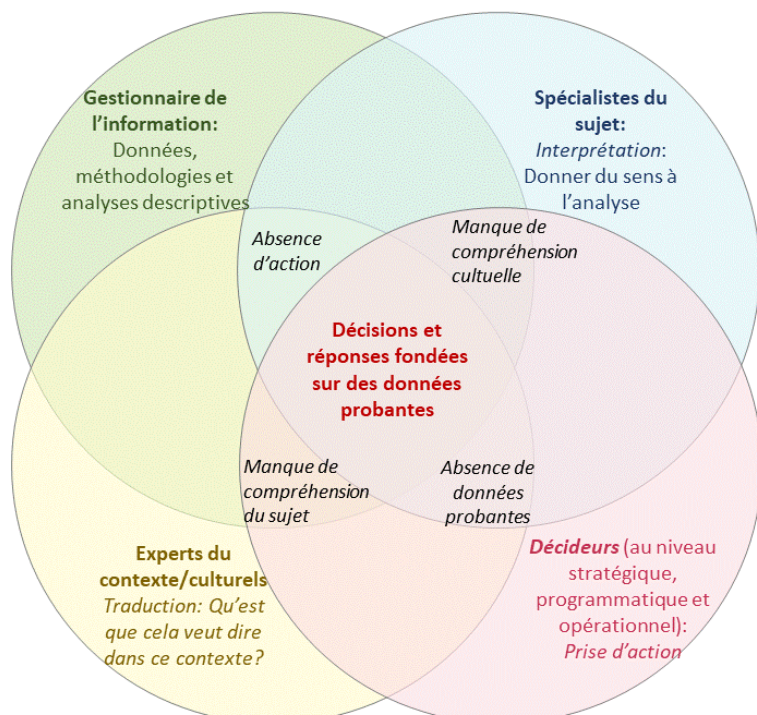 Gestionnaire de
l’information:
Données,
méthodologies et
analyses descriptives
Spécialistes du
sujet:
Interprétation:
Donner du sens à
l’analyse
Absence
d’action
Manque de
compréhension
cultuelle
Décisions et
réponses fondées
sur des données
probantes
Manque de
compréhension
du sujet
Absence de
données
probantes
Experts du
contexte/culturels
Traduction: Qu’est
que cela veut dire
dans ce contexte?
Décideurs (au niveau
stratégique,
programmatique et
opérationnel):
Prise d’action